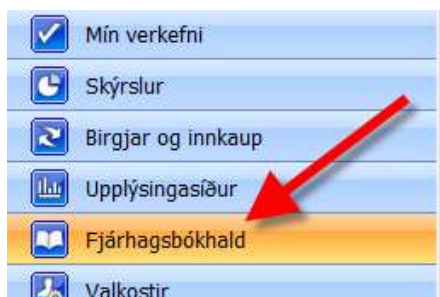 Mín verkefni
Skýrslur
Birgjar og innkaup
Upplýsingasíður
Fjárhagsbókhald
Valkostir